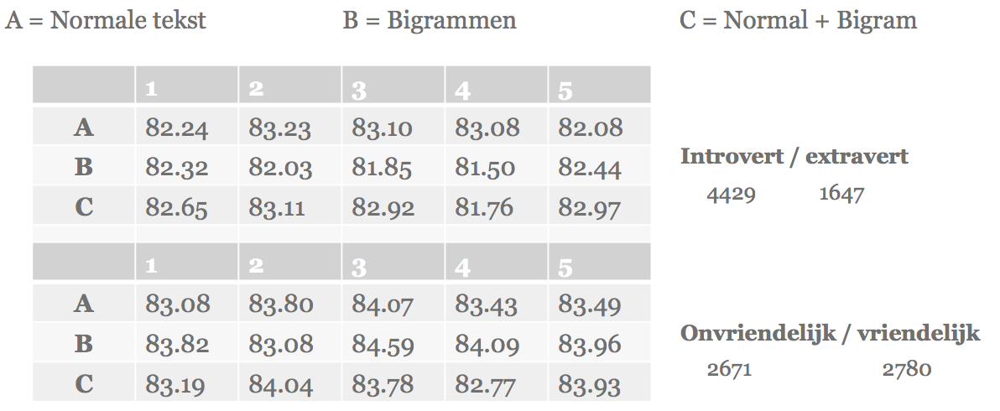 A = Normale tekst B = Bigrammen C = Normal + Bigram
1 2 3 4 5
A 82.24 83.23 83.10 83.08 82.08
B 82.32 82.03 81.85 81.50 82.44
C 82.65 83.11 82.92 81.76 82.97
Introvert / extravert
4429 1647
1 2 3 4 5
A 83.08 83.80 84.07 83.43 83.49
B 83.82 83.08 84.59 84.09 83.96
C 83.19 84.04 83.78 82.77 83.93
Onvriendelijk / vriendelijk
2671 2780